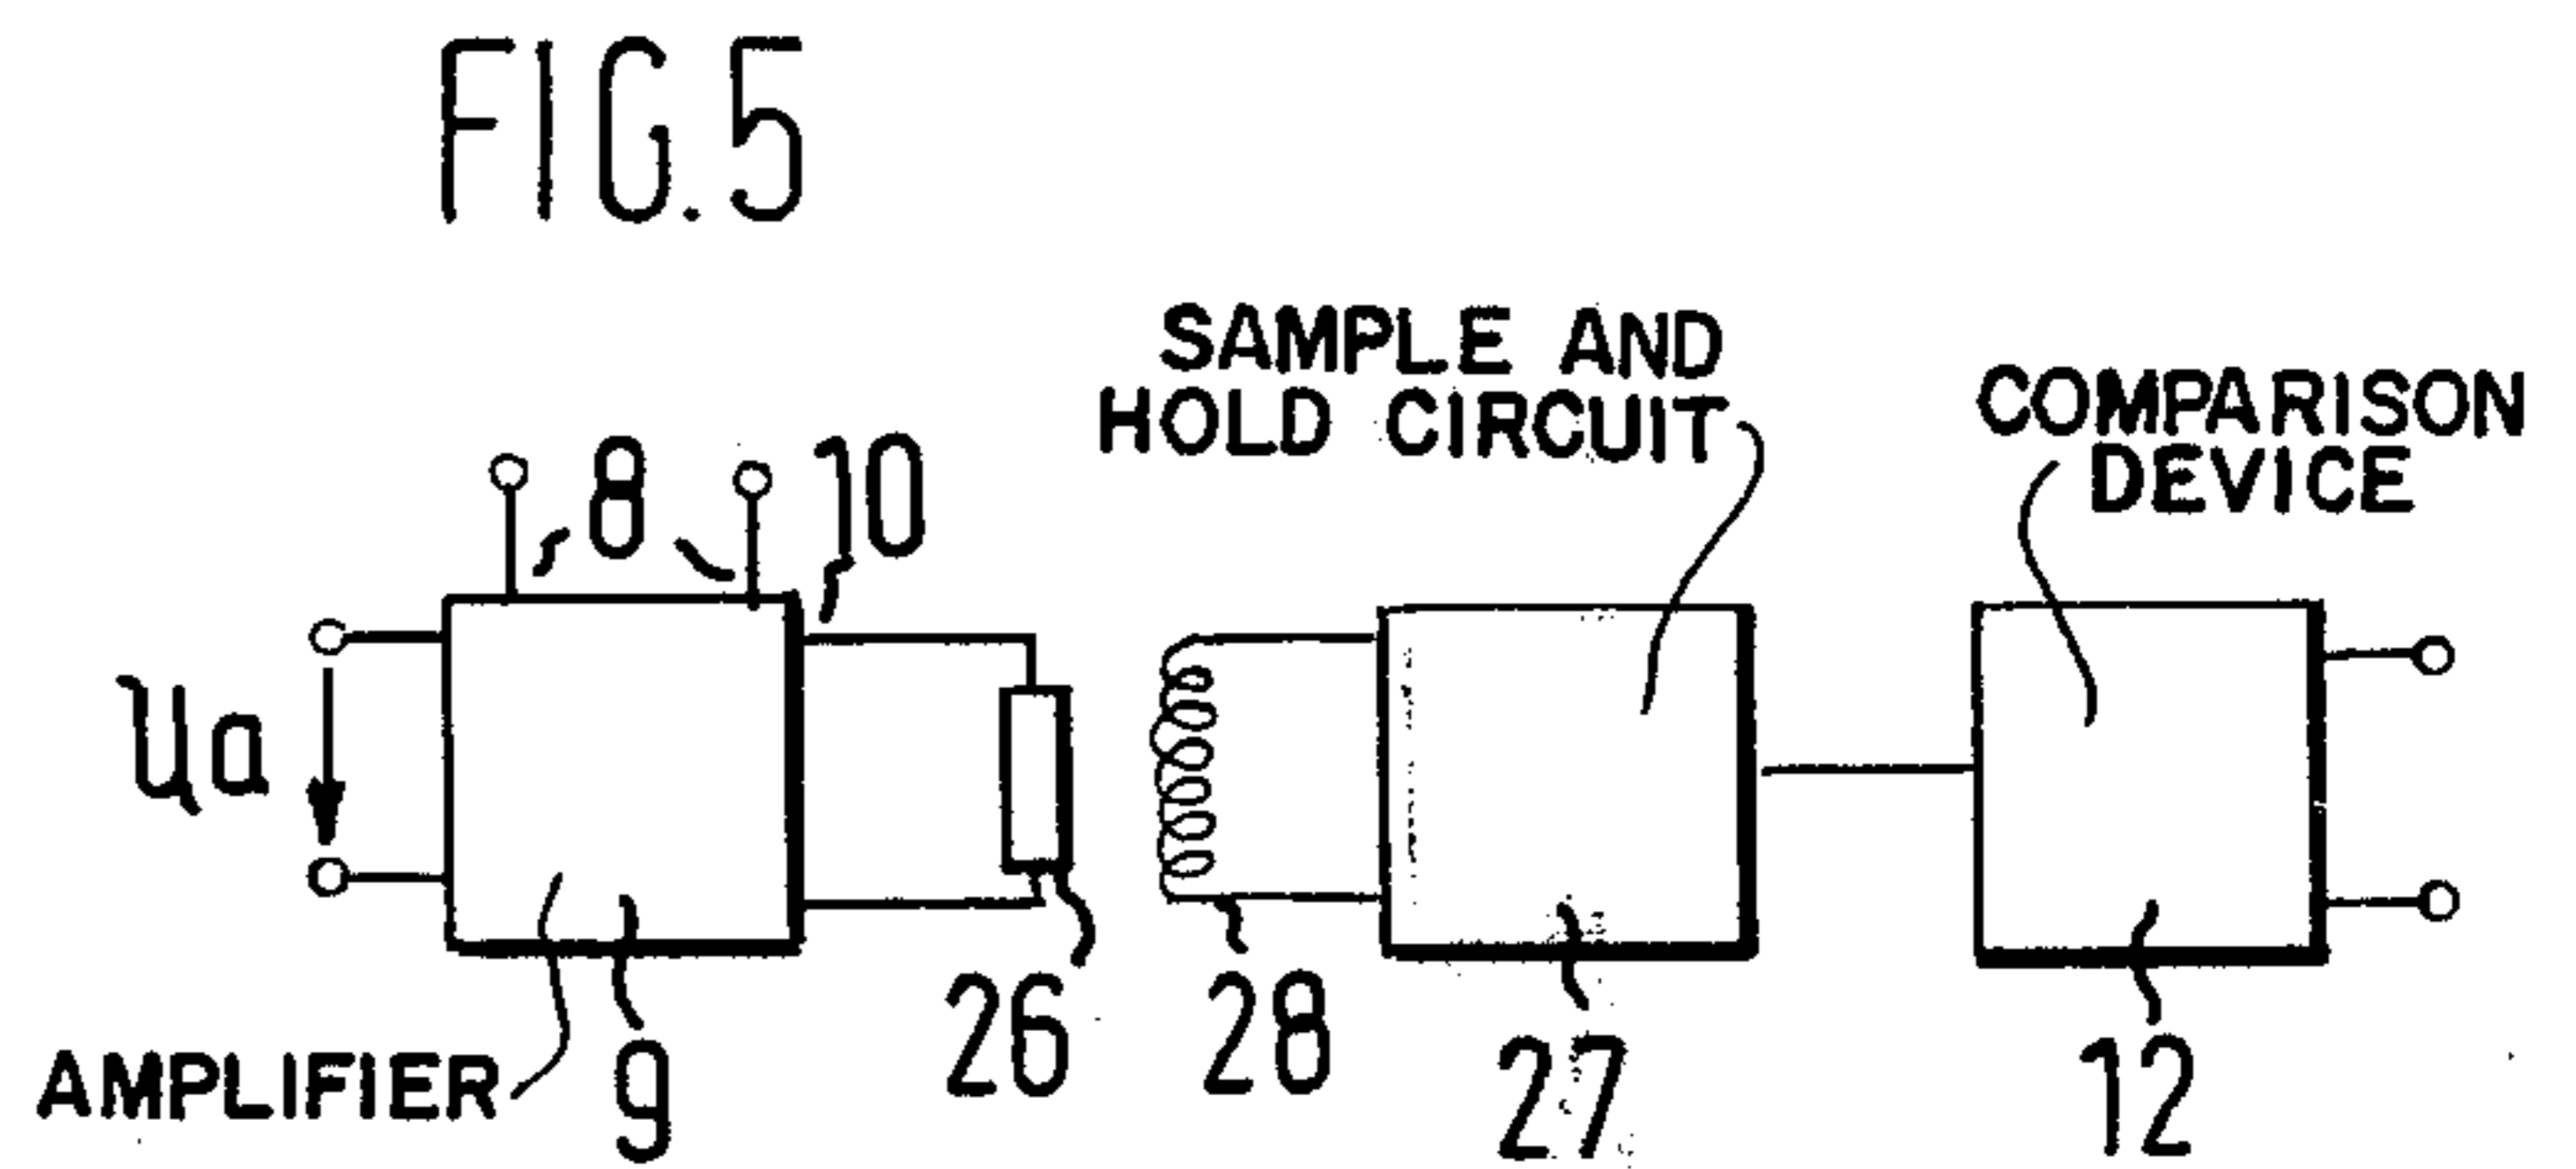 FIG. 5
SAMPLE AND
HOLD CIRCUIT
COMPARISON
DEVICE
8
10
Ua
26
28
27
12
AMPLIFIER
9